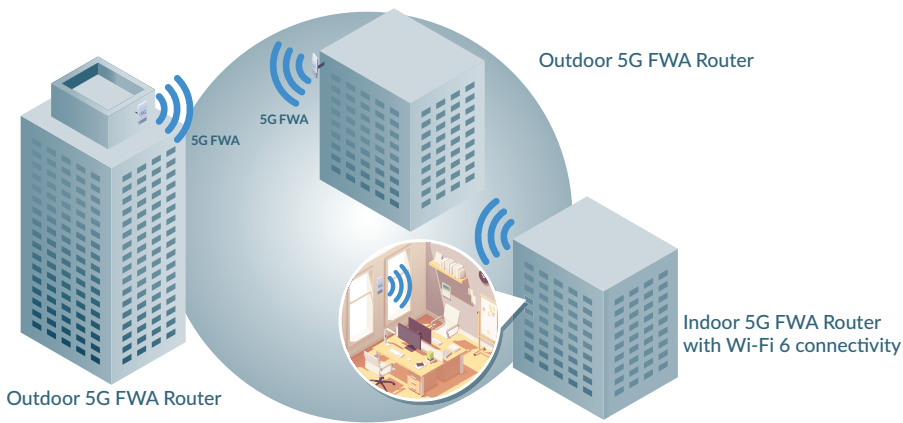 Outdoor 5G FWA Router
5G FWA
5G FWA
Indoor 5G FWA Router
with Wi-Fi 6 connectivity
Outdoor 5G FWA Router